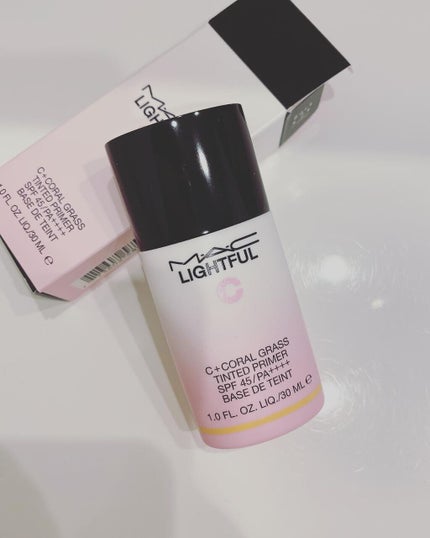 MAC
LIGHTFUL
C+CORAL GRASS
TINTED PRIMER
SPF 45/PA++++
BASE DE TEINT
1.0 FL. OZ. LIQ./30 ML ℮
MAC
LIGHTFUL
C
C+CORAL GRASS
TINTED PRIMER
SPF 45/PA++++
BASE DE TEINT
1.0 FL. OZ. LIQ./30 ML ℮